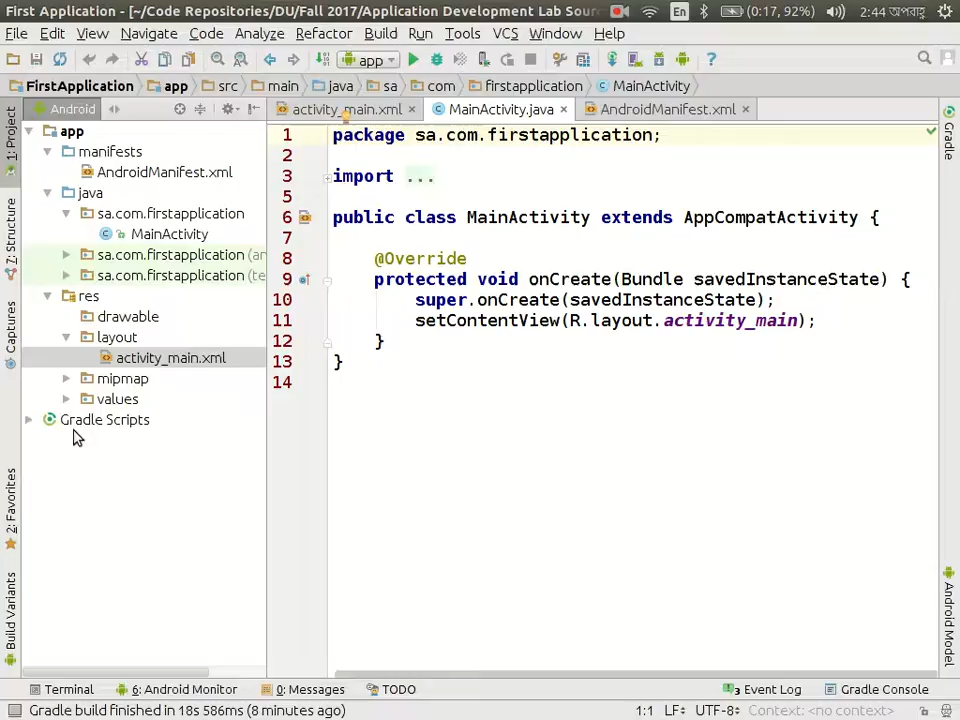 First Application - [~/Code Repositories/DU/Fall 2017/Application Development Lab Sour
En (0:17, 92%) 2:44 অপরাহ্ণ
File Edit View Navigate Code Analyze Refactor Build Run Tools VCS Window Help
app
FirstApplication app src main java sa com firstapplication MainActivity
1: Project
Android
activity_main.xml
MainActivity.java
AndroidManifest.xml
Gradle
app
manifests
AndroidManifest.xml
java
sa.com.firstapplication
MainActivity
sa.com.firstapplication (an
sa.com.firstapplication (te
res
drawable
layout
activity_main.xml
mipmap
values
Gradle Scripts
7: Structure
Captures
2: Favorites
Build Variants
1 package sa.com.firstapplication;
2
3 import ...
5
6 public class MainActivity extends AppCompatActivity {
7
8 @Override
9 protected void onCreate(Bundle savedInstanceState) {
10 super.onCreate(savedInstanceState);
11 setContentView(R.layout.activity_main);
12 }
13 }
14
Android Model
Terminal 6: Android Monitor 0: Messages TODO 3 Event Log Gradle Console
Gradle build finished in 18s 586ms (8 minutes ago) 1:1 LF÷ UTF-8÷ Context: <no context>